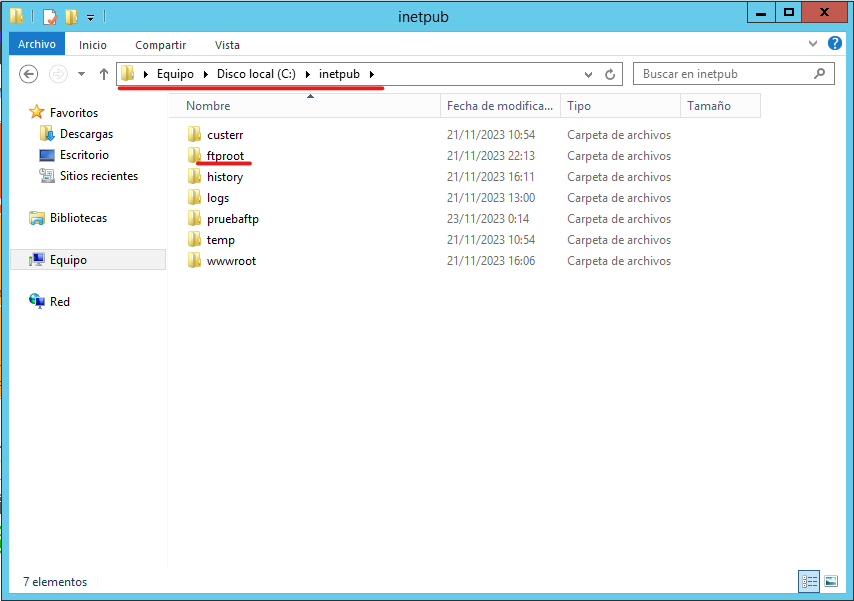 inetpub
Archivo Inicio Compartir Vista
Equipo Disco local (C:) inetpub Buscar en inetpub
Nombre Fecha de modifica... Tipo Tamaño
Favoritos
Descargas
Escritorio
Sitios recientes
Bibliotecas
Equipo
Red
custerr 21/11/2023 10:54 Carpeta de archivos
ftproot 21/11/2023 22:13 Carpeta de archivos
history 21/11/2023 16:11 Carpeta de archivos
logs 21/11/2023 13:00 Carpeta de archivos
pruebaftp 23/11/2023 0:14 Carpeta de archivos
temp 21/11/2023 10:54 Carpeta de archivos
wwwroot 21/11/2023 16:06 Carpeta de archivos
7 elementos